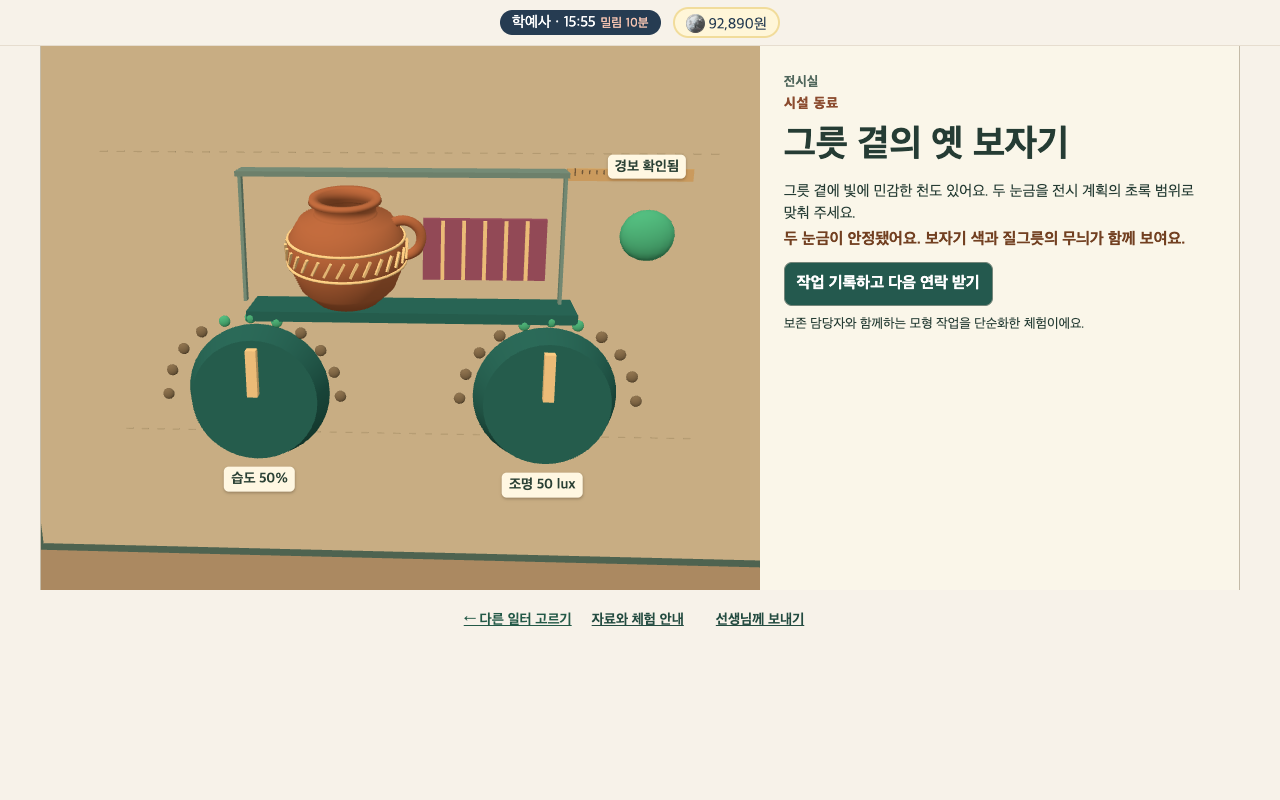 학예사 · 15:55 밀림 10분
92,890원
경보 확인됨
습도 50%
조명 50 lux
전시실
시설 동료
그릇 곁의 옛 보자기
그릇 곁에 빛에 민감한 천도 있어요. 두 눈금을 전시 계획의 초록 범위로
맞춰 주세요.
두 눈금이 안정됐어요. 보자기 색과 질그릇의 무늬가 함께 보여요.
작업 기록하고 다음 연락 받기
보존 담당자와 함께하는 모형 작업을 단순화한 체험이에요.
← 다른 일터 고르기
자료와 체험 안내
선생님께 보내기